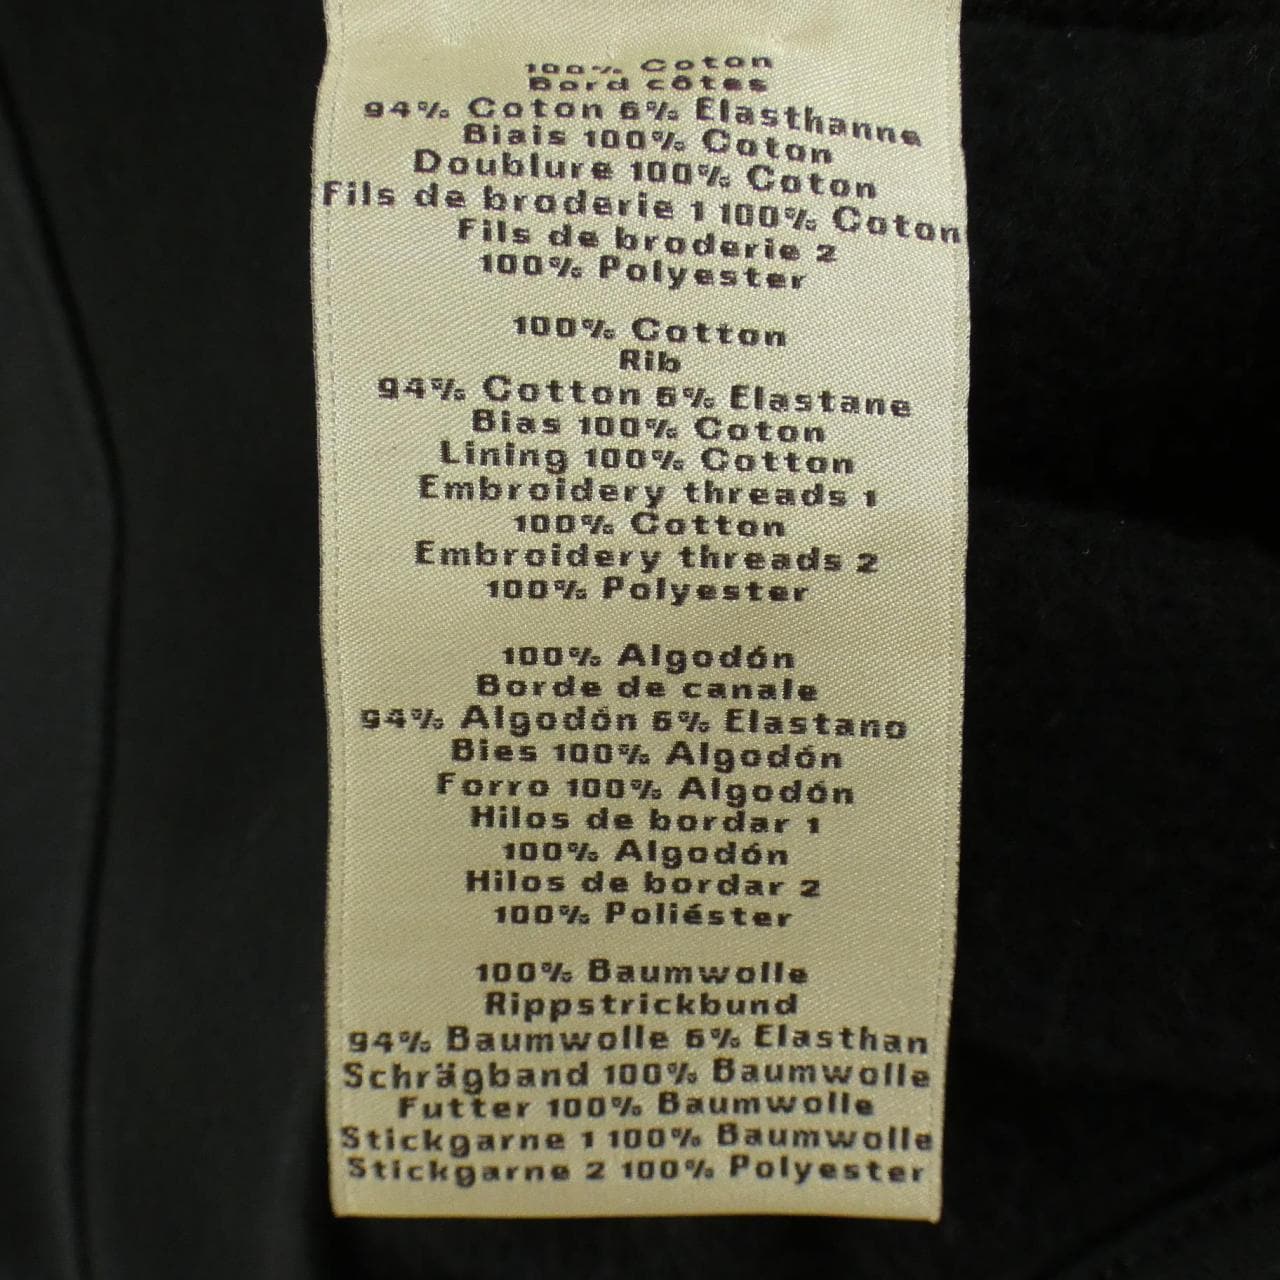 100% Coton
Bord côtes
94% Coton 6% Elasthanne
Biais 100% Coton
Doublure 100% Coton
Fils de broderie 1 100% Coton
Fils de broderie 2
100% Polyester
100% Cotton
Rib
94% Cotton 6% Elastane
Bias 100% Coton
Lining 100% Cotton
Embroidery threads 1
100% Cotton
Embroidery threads 2
100% Polyester
100% Algodón
Borde de canale
94% Algodón 6% Elastano
Bies 100% Algodón
Forro 100% Algodón
Hilos de bordar 1
100% Algodón
Hilos de bordar 2
100% Poliéster
100% Baumwolle
Rippstrickbund
94% Baumwolle 6% Elasthan
Schrägband 100% Baumwolle
Futter 100% Baumwolle
Stickgarne 1 100% Baumwolle
Stickgarne 2 100% Polyester